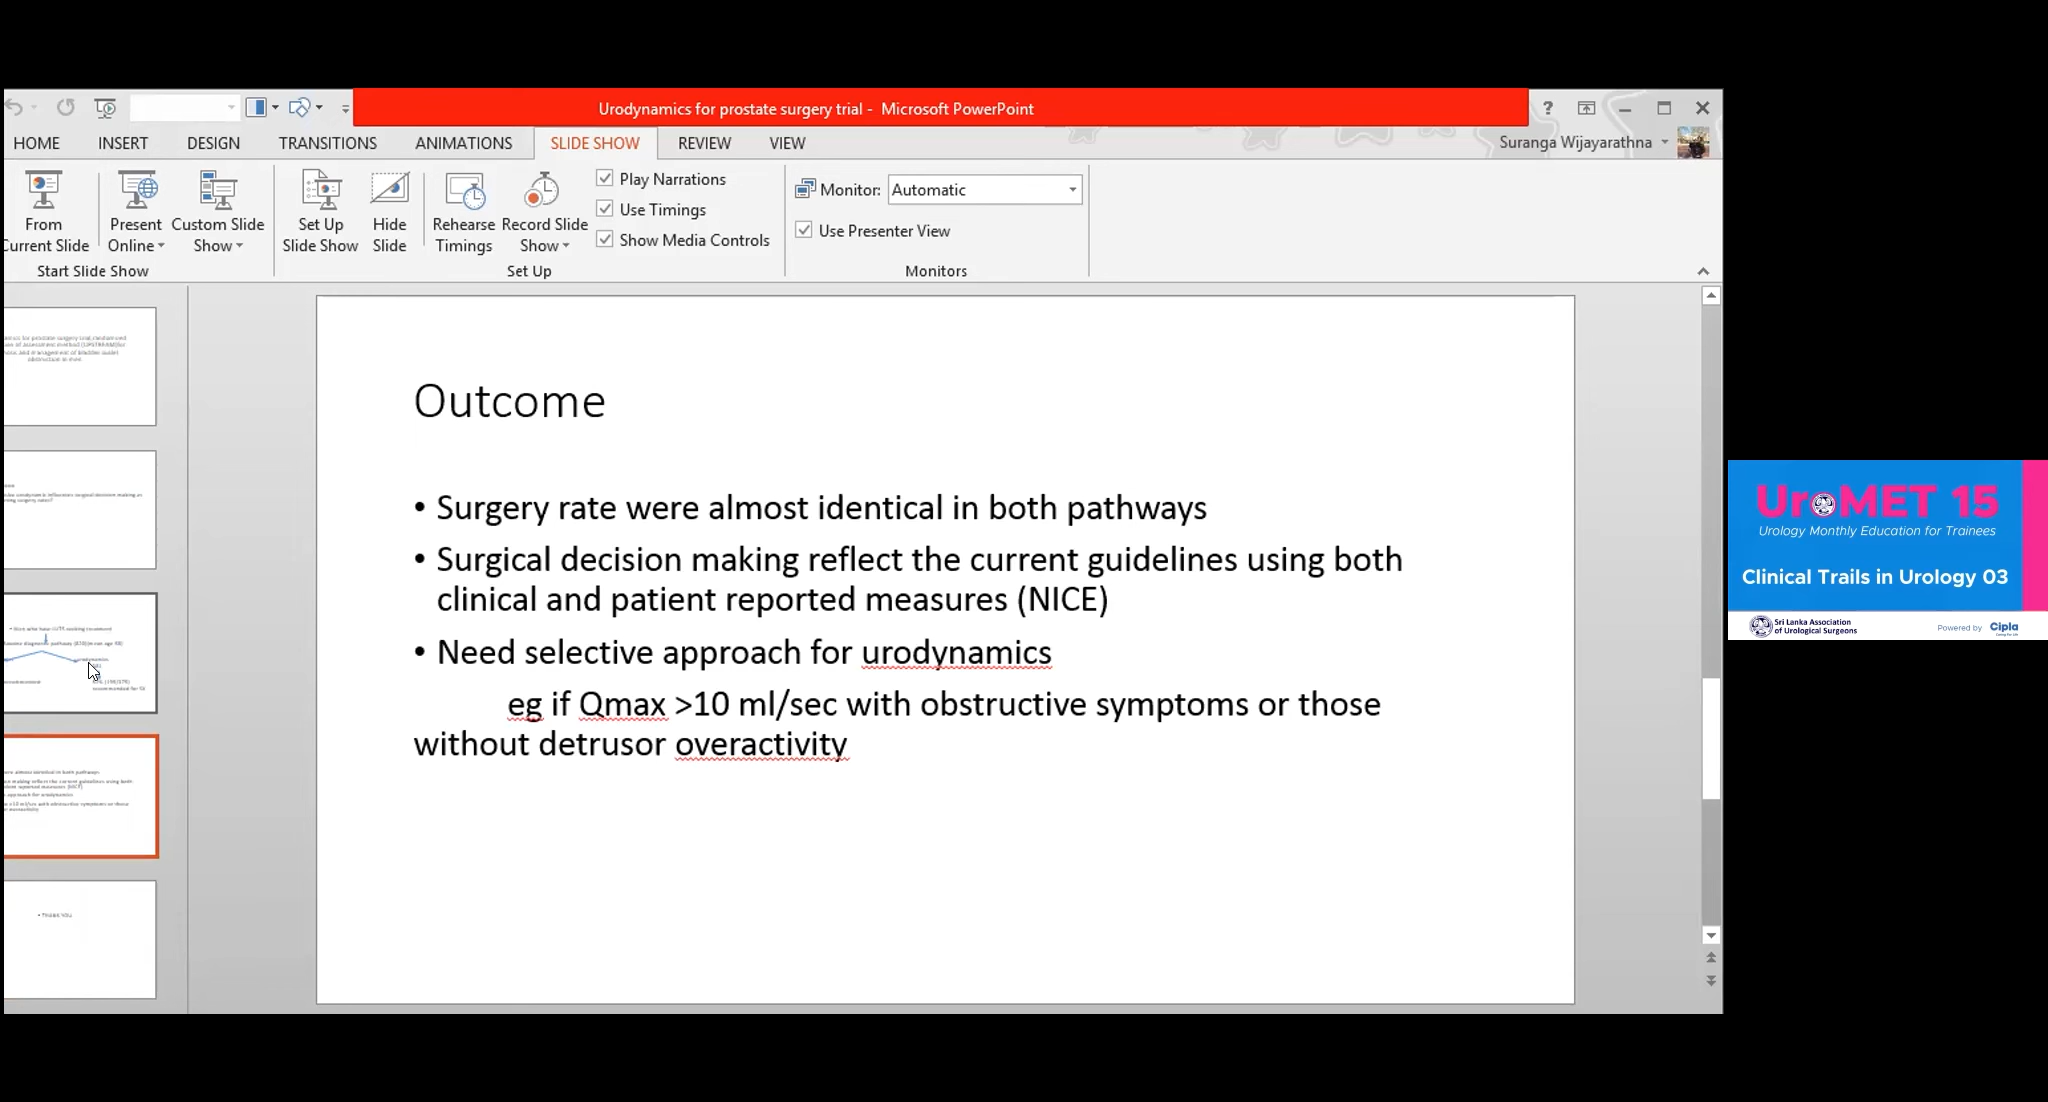 Urodynamics for prostate surgery trial - Microsoft PowerPoint
HOME INSERT DESIGN TRANSITIONS ANIMATIONS SLIDE SHOW REVIEW VIEW
Suranga Wijayarathna
From
Current Slide
Present
Online
Custom Slide
Show
Set Up
Slide Show
Hide
Slide
Rehearse
Timings
Record Slide
Show
Play Narrations
Use Timings
Show Media Controls
Monitor: Automatic
Use Presenter View
Start Slide Show
Set Up
Monitors
Outcome
• Surgery rate were almost identical in both pathways
• Surgical decision making reflect the current guidelines using both
clinical and patient reported measures (NICE)
• Need selective approach for urodynamics
eg if Qmax >10 ml/sec with obstructive symptoms or those
without detrusor overactivity
• Thank You
UroMET 15
Urology Monthly Education for Trainees
Clinical Trails in Urology 03
Sri Lanka Association
of Urological Surgeons
Powered by Cipla